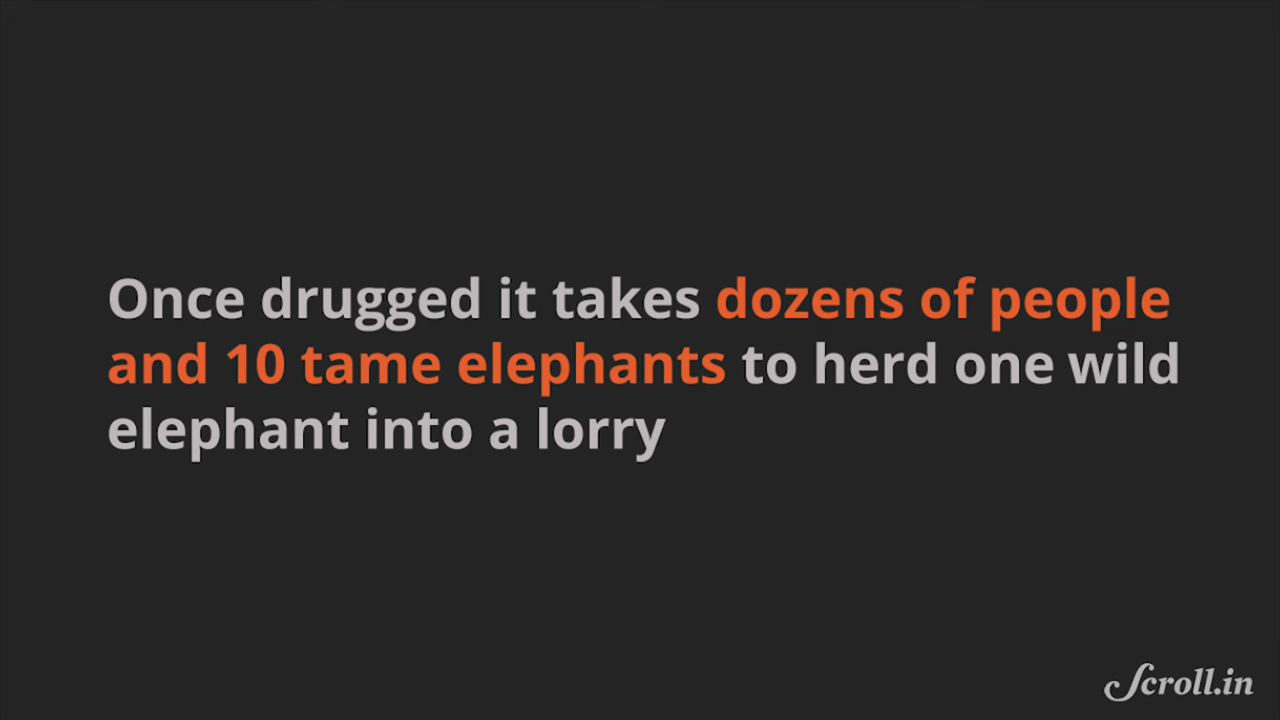 Once drugged it takes dozens of people
and 10 tame elephants to herd one wild
elephant into a lorry
Scroll.in